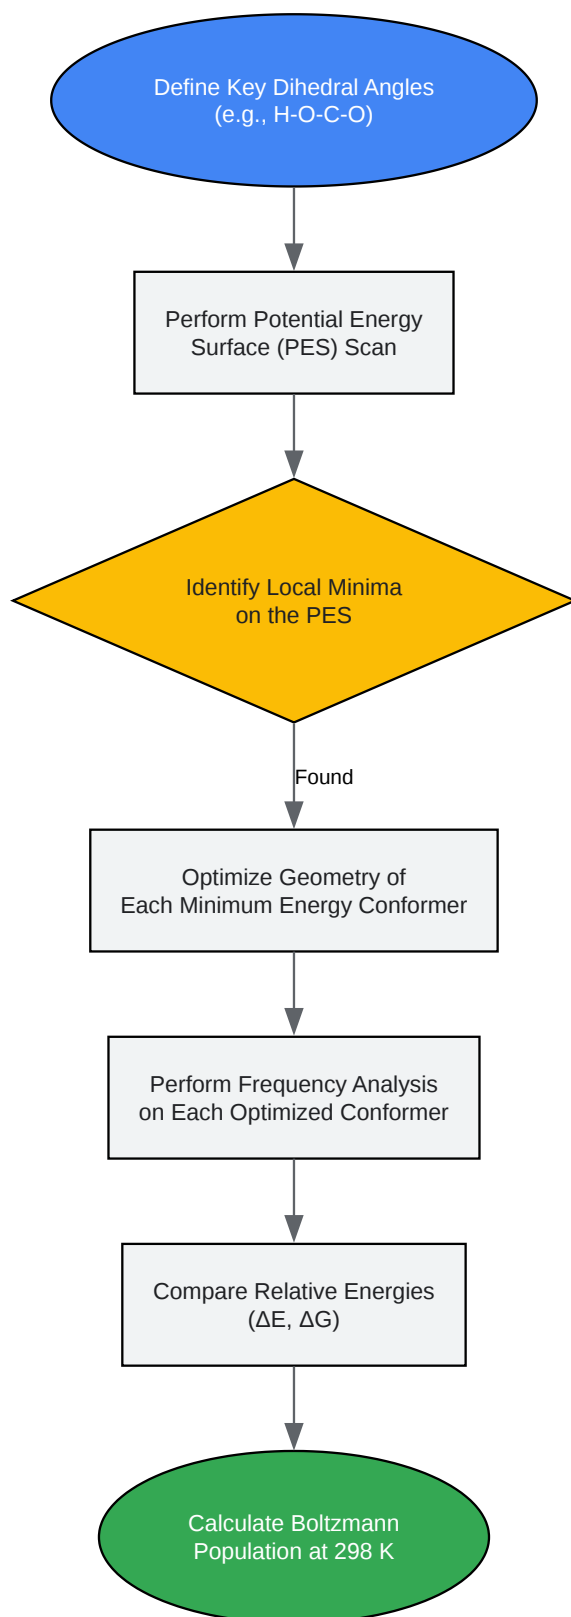 Define Key Dihedral Angles
(e.g., H-O-C-O)
Perform Potential Energy
Surface (PES) Scan
Identify Local Minima
on the PES
Found
Optimize Geometry of
Each Minimum Energy Conformer
Perform Frequency Analysis
on Each Optimized Conformer
Compare Relative Energies
(ΔE, ΔG)
Calculate Boltzmann
Population at 298 K